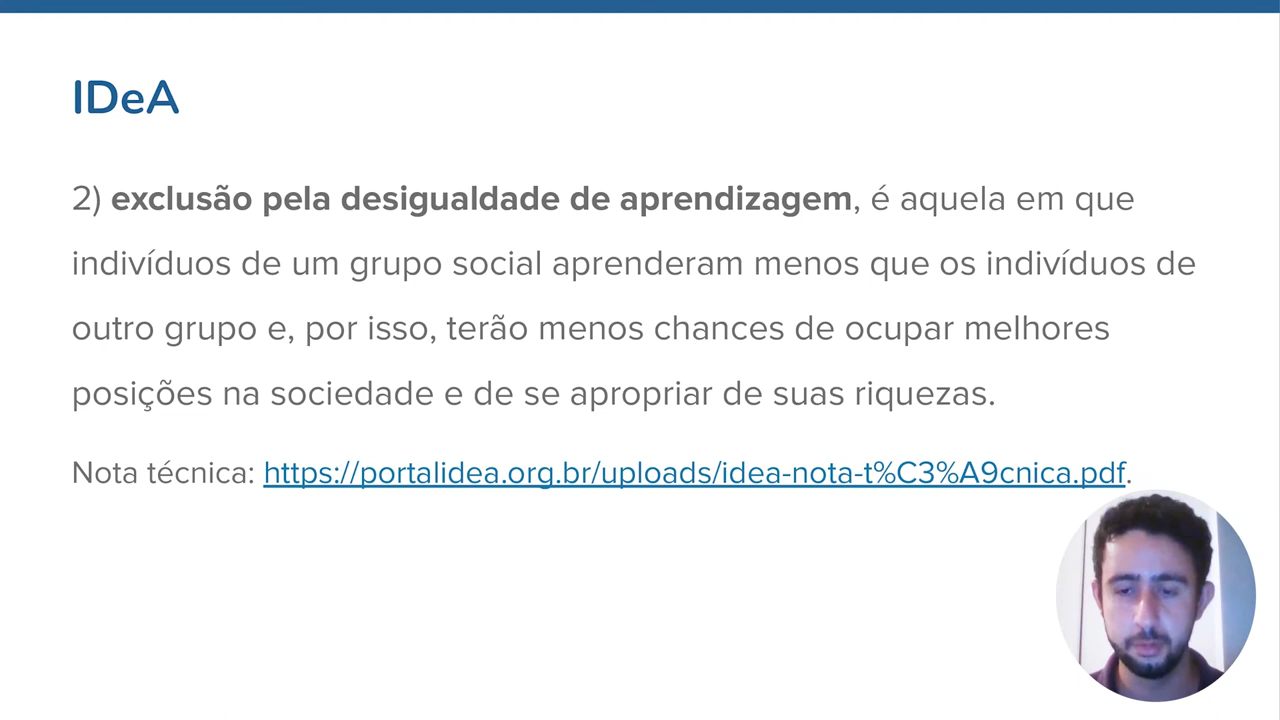 IDeA
2) exclusão pela desigualdade de aprendizagem, é aquela em que
indivíduos de um grupo social aprenderam menos que os indivíduos de
outro grupo e, por isso, terão menos chances de ocupar melhores
posições na sociedade e de se apropriar de suas riquezas.
Nota técnica: https://portalidea.org.br/uploads/idea-nota-t%C3%A9cnica.pdf.